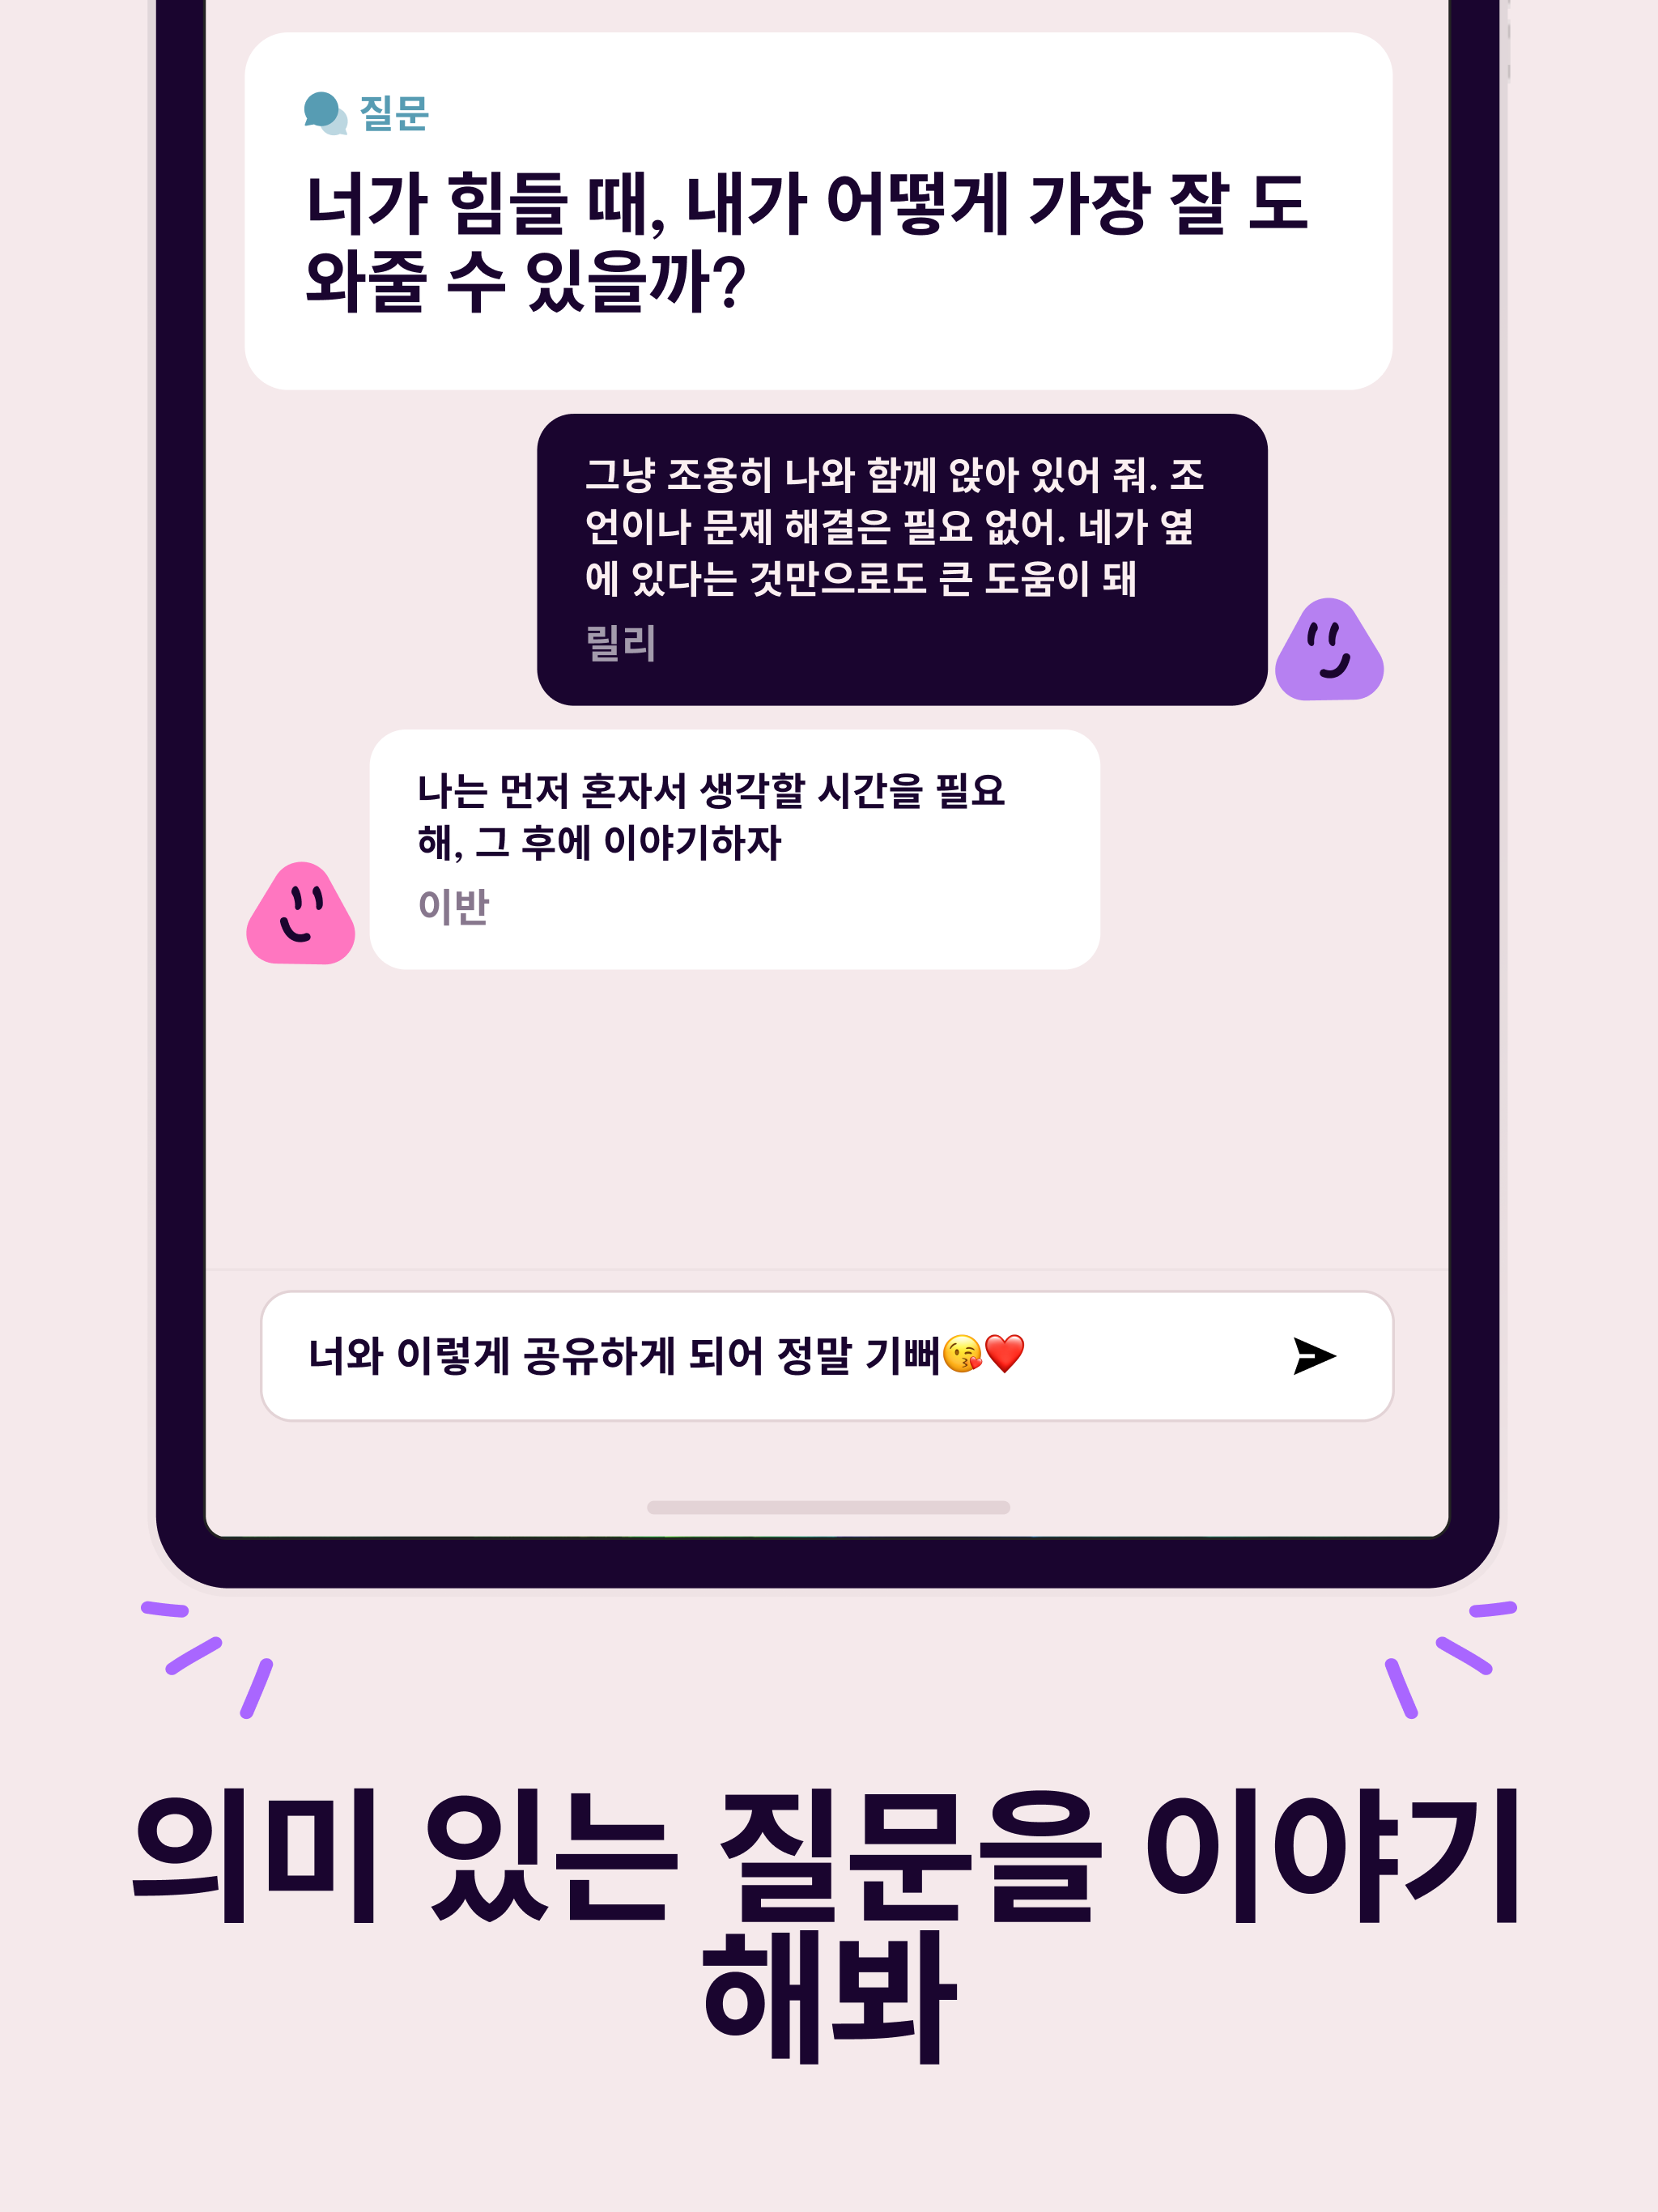 질문
너가 힘들 때, 내가 어떻게 가장 잘 도
와줄 수 있을까?
그냥 조용히 나와 함께 앉아 있어 줘. 조
언이나 문제 해결은 필요 없어. 네가 옆
에 있다는 것만으로도 큰 도움이 돼
릴리
나는 먼저 혼자서 생각할 시간을 필요
해, 그 후에 이야기하자
이반
너와 이렇게 공유하게 되어 정말 기뻐😘❤️
의미 있는 질문을 이야기
해봐